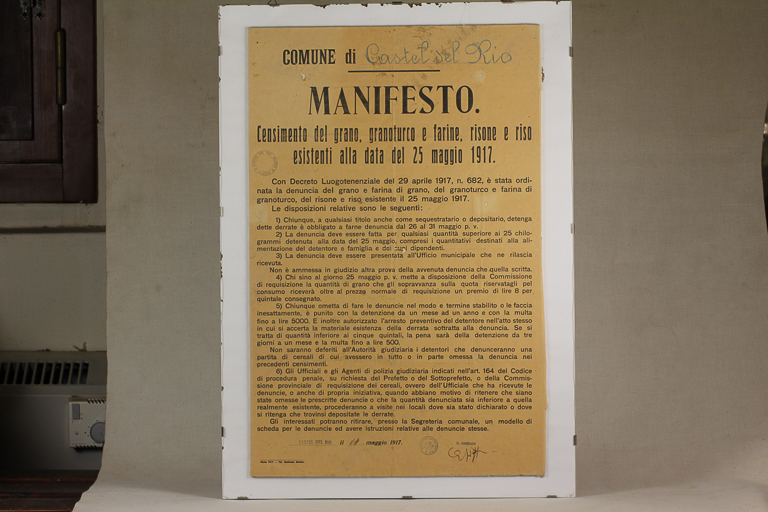 COMUNE di Castel del Rio
MANIFESTO.
Censimento del grano, granoturco e farine, risone e riso
esistenti alla data del 25 maggio 1917.
Con Decreto Luogotenenziale del 29 aprile 1917, n. 682, è stata ordi-
nata la denuncia del grano e farina di grano, del granoturco e farina di
granoturco, del risone e riso esistente il 25 maggio 1917.
Le disposizioni relative sono le seguenti:
1) Chiunque, a qualsiasi titolo anche come sequestratario o depositario, detenga
dette derrate è obbligato a farne denuncia dal 26 al 31 maggio p. v.
2) La denuncia deve essere fatta per qualsiasi quantità superiore ai 25 chilo-
grammi detenuta alla data del 25 maggio, compresi i quantitativi destinati alla ali-
mentazione del detentore e famiglia e dei suoi dipendenti.
3) La denuncia deve essere presentata all'Ufficio municipale che ne rilascia
ricevuta.
Non è ammessa in giudizio altra prova della avvenuta denuncia che quella scritta.
4) Chi sino al giorno 25 maggio p. v. mette a disposizione della Commissione
di requisizione la quantità di grano che gli sopravvanza sulla quota riservatagli pel
consumo riceverà oltre al prezzo normale di requisizione un premio di lire 8 per
quintale consegnato.
5) Chiunque ometta di fare le denuncie nel modo e termine stabilito o le faccia
inesattamente, è punito con la detenzione da un mese ad un anno e con la multa
fino a lire 5000. E inoltre autorizzato l'arresto preventivo del detentore nell'atto stesso
in cui si accerta la materiale esistenza della derrata sottratta alla denuncia. Se si
tratta di quantità inferiore ai cinque quintali, la pena sarà della detenzione da tre
giorni a un mese e la multa fino a lire 500.
Non saranno deferiti all'Autorità giudiziaria i detentori che denunceranno una
partita di cereali di cui avessero in tutto o in parte omessa la denuncia nei
precedenti censimenti.
6) Gli Ufficiali e gli Agenti di polizia giudiziaria indicati nell'art. 164 del Codice
di procedura penale, su richiesta del Prefetto o del Sottoprefetto, o della Commis-
sione provinciale di requisizione dei cereali, ovvero dell'Ufficiale che ha ricevute le
denuncie, o anche di propria iniziativa, quando abbiano motivo di ritenere che siano
state omesse le prescritte denuncie o che la quantità denunciata sia inferiore a quella
realmente esistente, procederanno a visite nei locali dove sia stato dichiarato o dove
si ritenga che trovinsi depositate le derrate.
Gli interessati potranno ritirare, presso la Segreteria comunale, un modello di
scheda per le denuncie ed avere istruzioni relative alle denuncie stesse.
CASTEL DEL RIO il maggio 1917.
IL SINDACO